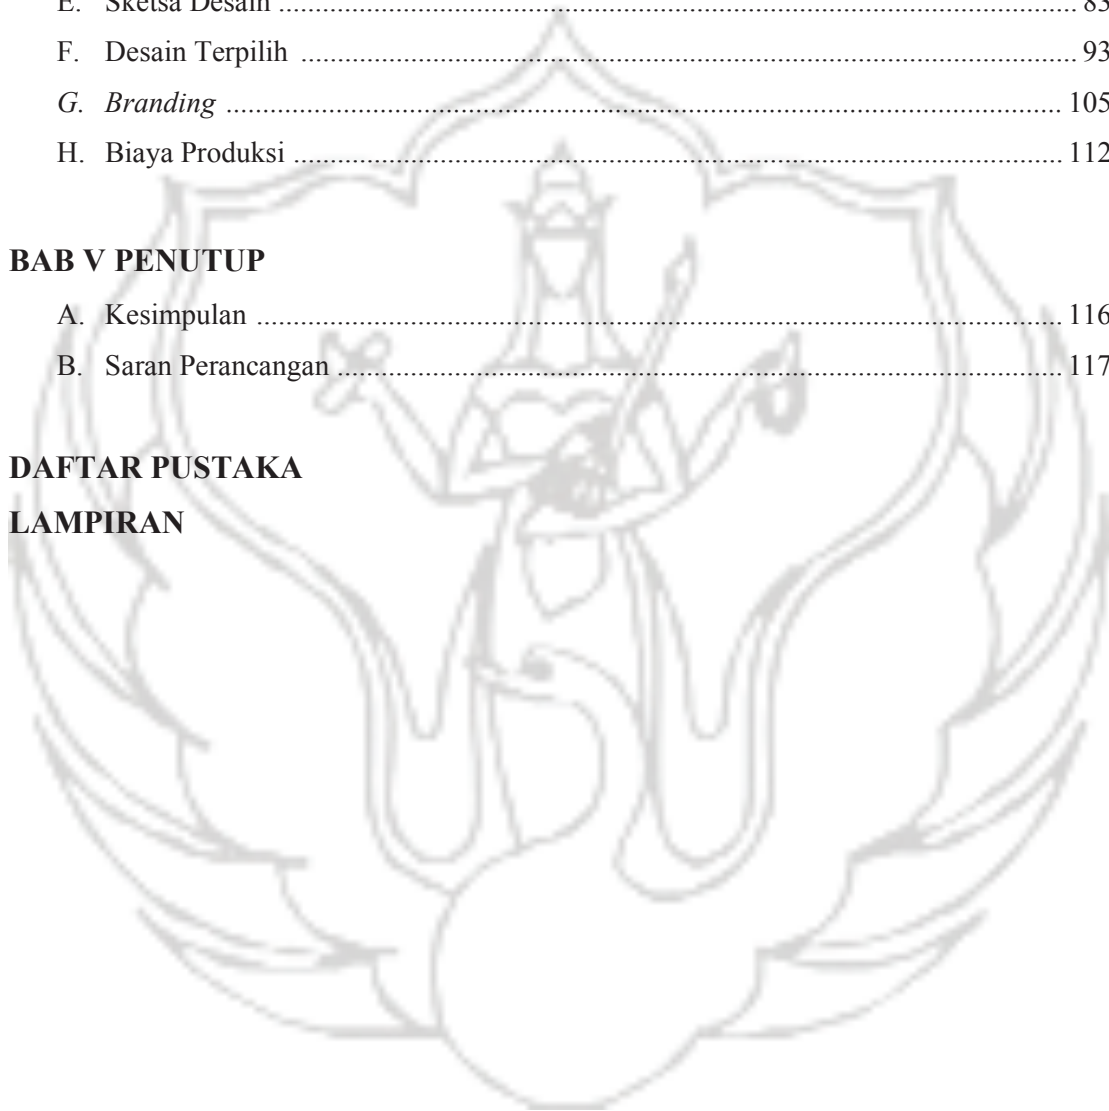 E. Sketsa Desain ............................................................................................................ 83
F. Desain Terpilih ......................................................................................................... 93
G. Branding ................................................................................................................. 105
H. Biaya Produksi ........................................................................................................ 112
BAB V PENUTUP
A. Kesimpulan ............................................................................................................. 116
B. Saran Perancangan .................................................................................................. 117
DAFTAR PUSTAKA
LAMPIRAN